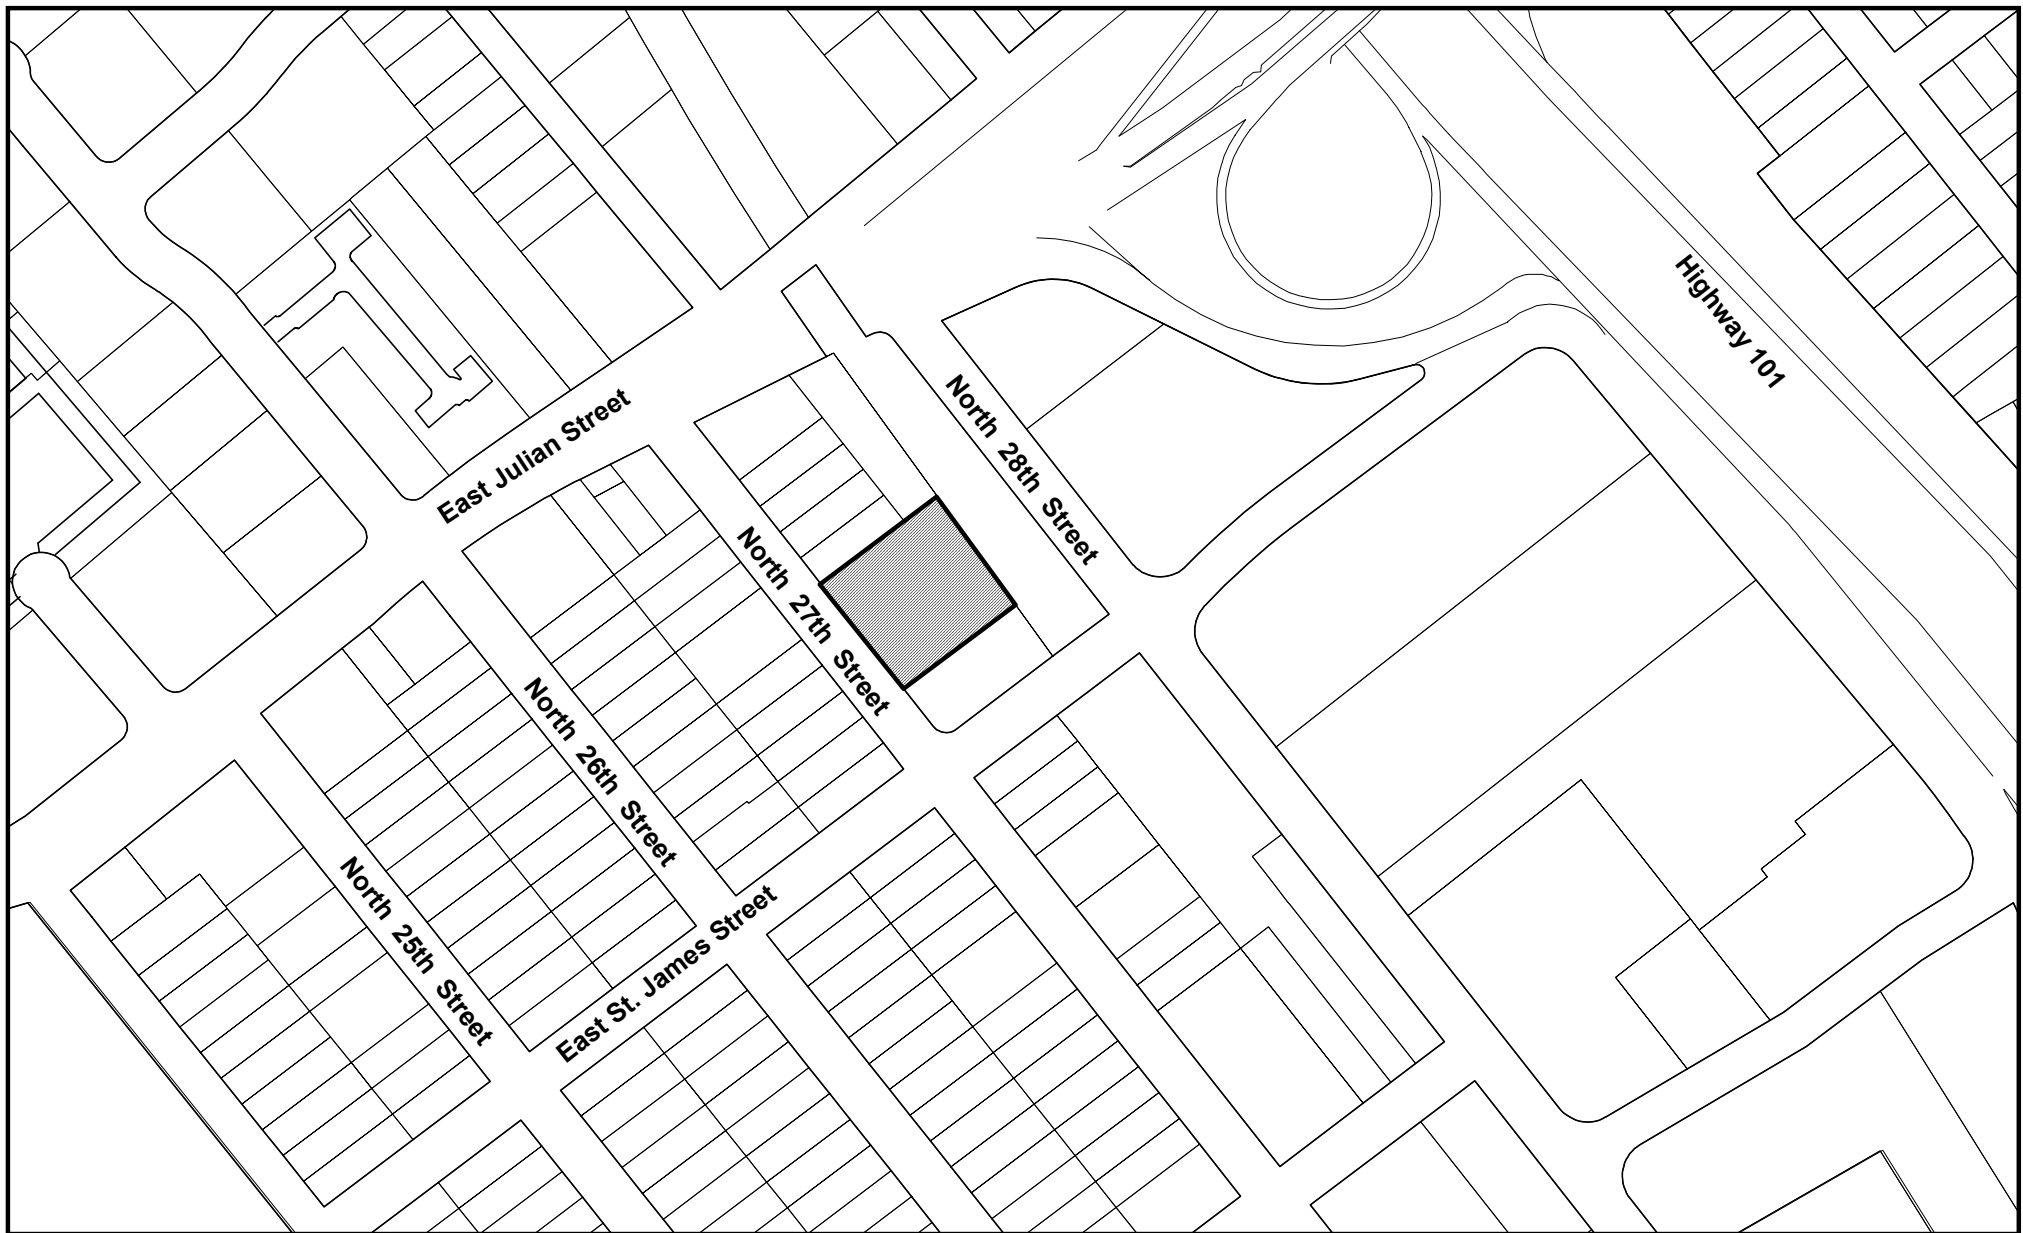 Highway 101
East Julian Street
North 28th Street
North 27th Street
North 26th Street
North 25th Street
East St. James Street